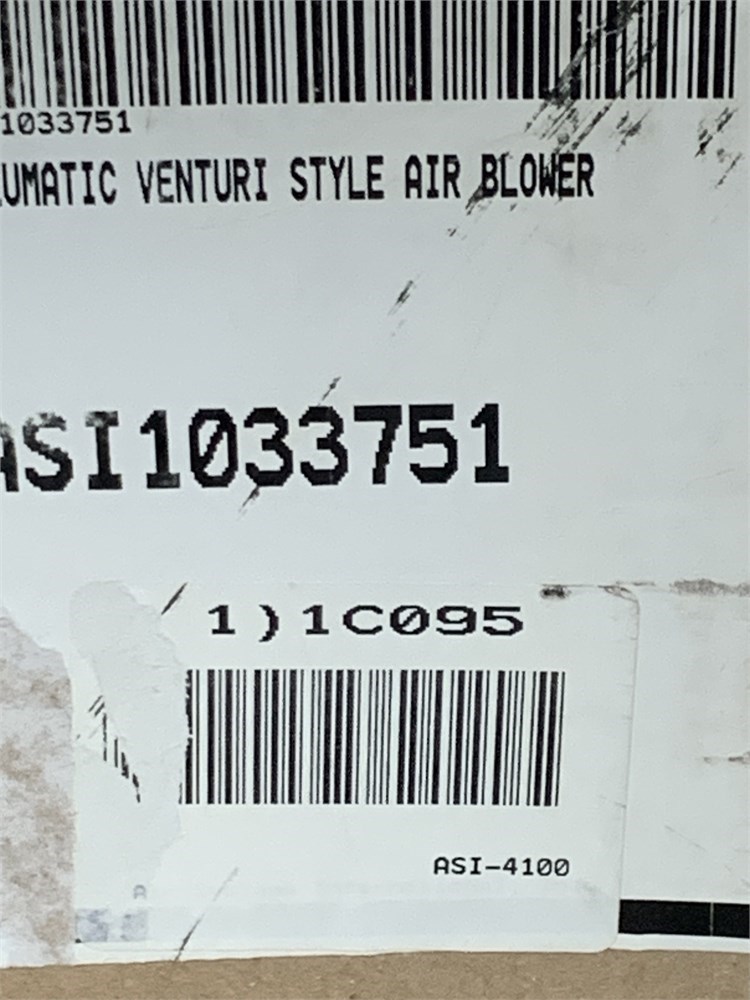 1033751
UMATIC VENTURI STYLE AIR BLOWER
ASI1033751
1)1C095
ASI-4100
A